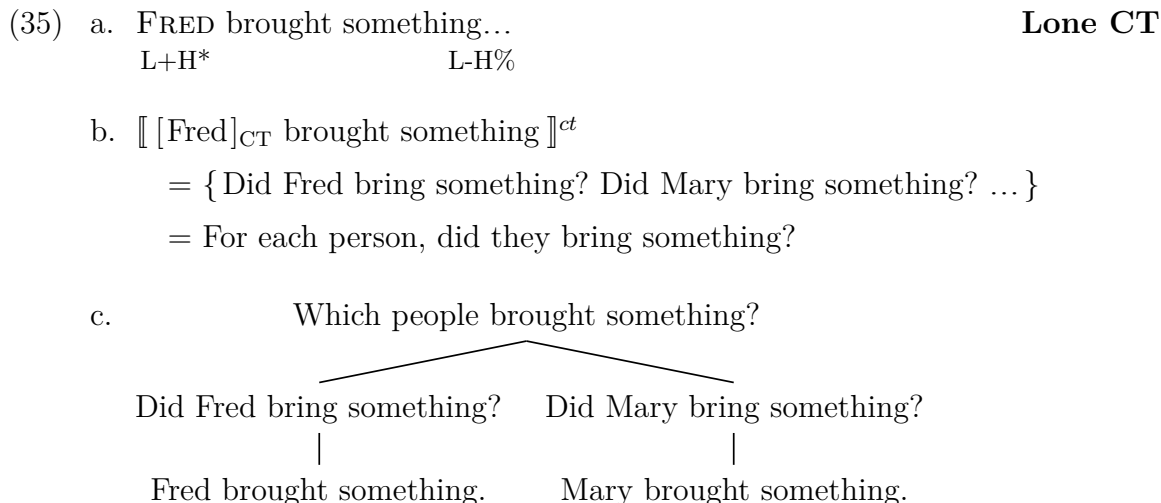 (35) a. FRED brought something… Lone CT
L+H* L-H%
b. ⟦ [Fred]CT brought something ⟧ct
= { Did Fred bring something? Did Mary bring something? … }
= For each person, did they bring something?
c. Which people brought something?
Did Fred bring something? Did Mary bring something?
Fred brought something. Mary brought something.